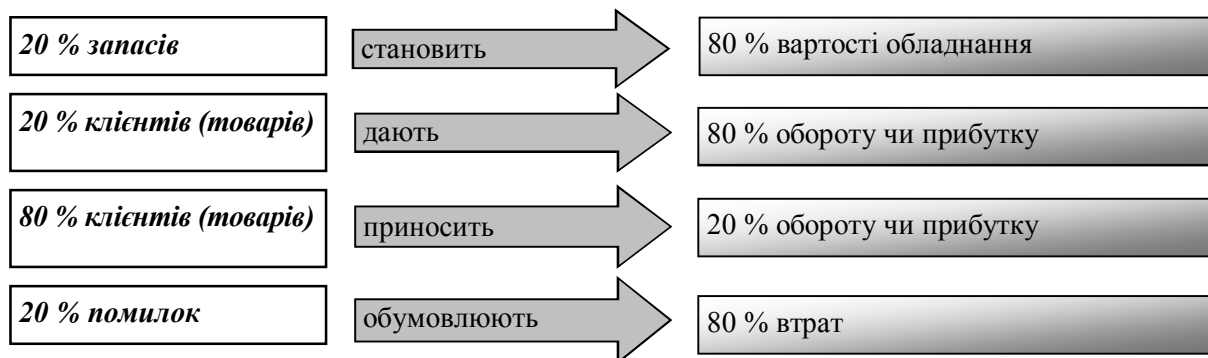 20 % запасів становить 80 % вартості обладнання
20 % клієнтів (товарів) дають 80 % обороту чи прибутку
80 % клієнтів (товарів) приносить 20 % обороту чи прибутку
20 % помилок обумовлюють 80 % втрат